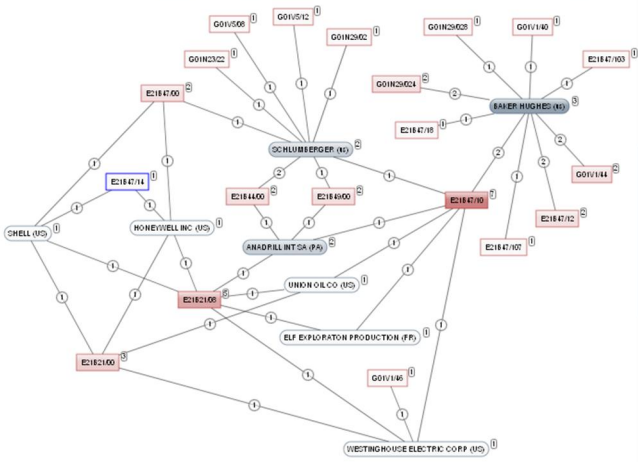 G01V5/12
G01V5/08
G01N29/02
G01N29/028
G01V1/40
G01N23/22
E21B47/103
E21B47/00
G01N29/024
BAKER HUGHES (US)
E21B47/18
SCHLUMBERGER (US)
G01V1/44
E21B47/14
E21B44/00
E21B49/00
E21B47/10
E21B47/12
SHELL (US)
HONEYWELL INC (US)
ANADRILL INT SA (PA)
E21B47/107
UNION OIL CO (US)
E21B21/08
ELF EXPLORATON PRODUCTION (FR)
E21B21/00
G01V1/46
WESTINGHOUSE ELECTRIC CORP (US)